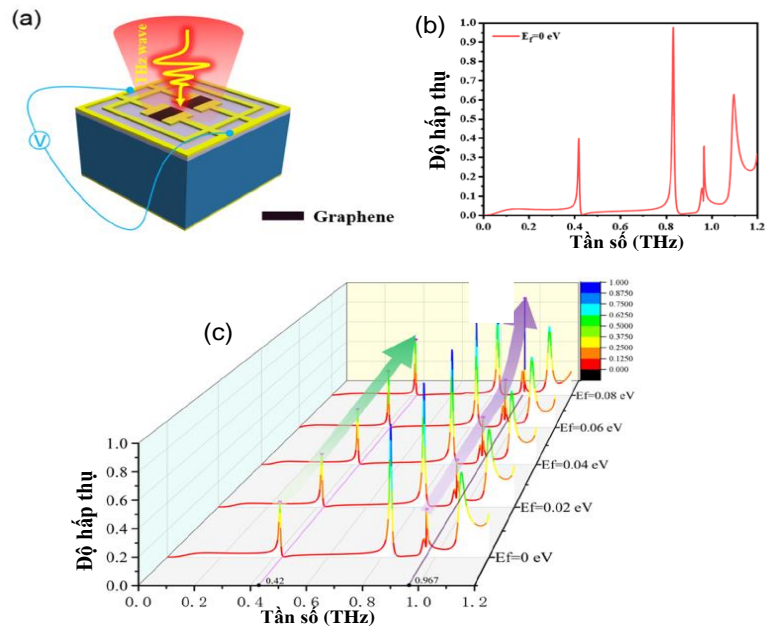 (a)
THz wave
V
Graphene
(b)
Độ hấp thụ
1.0
0.9
0.8
0.7
0.6
0.5
0.4
0.3
0.2
0.1
0.0
E_f=0 eV
0.0 0.2 0.4 0.6 0.8 1.0 1.2
Tần số (THz)
(c)
Độ hấp thụ
1.0
0.8
0.6
0.4
0.2
0.0
1.000
0.8750
0.7500
0.6250
0.5000
0.3750
0.2500
0.1250
0.000
Ef=0.08 eV
Ef=0.06 eV
Ef=0.04 eV
Ef=0.02 eV
Ef=0 eV
0.42 0.967
0.0 0.2 0.4 0.6 0.8 1.0 1.2
Tần số (THz)